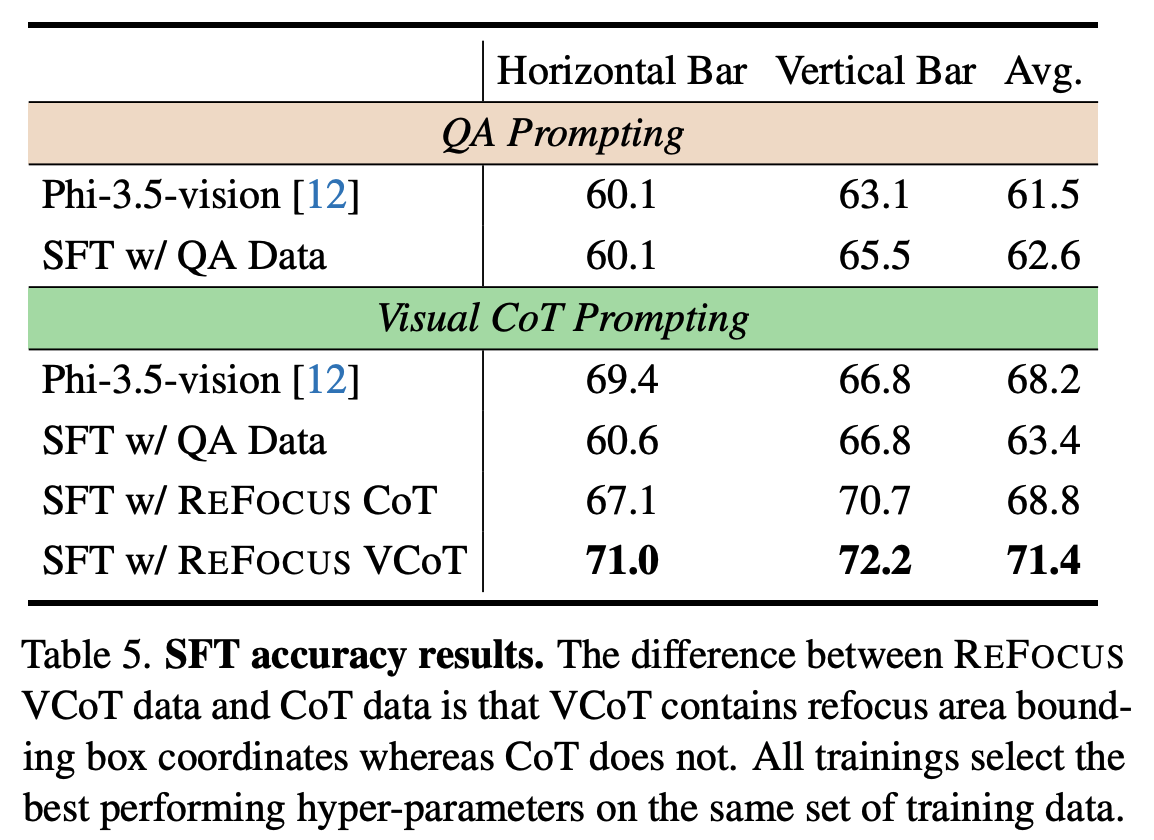 Horizontal Bar Vertical Bar Avg.
QA Prompting
Phi-3.5-vision [12] 60.1 63.1 61.5
SFT w/ QA Data 60.1 65.5 62.6
Visual CoT Prompting
Phi-3.5-vision [12] 69.4 66.8 68.2
SFT w/ QA Data 60.6 66.8 63.4
SFT w/ REFOCUS CoT 67.1 70.7 68.8
SFT w/ REFOCUS VCoT 71.0 72.2 71.4
Table 5. SFT accuracy results. The difference between REFOCUS
VCoT data and CoT data is that VCoT contains refocus area bound-
ing box coordinates whereas CoT does not. All trainings select the
best performing hyper-parameters on the same set of training data.